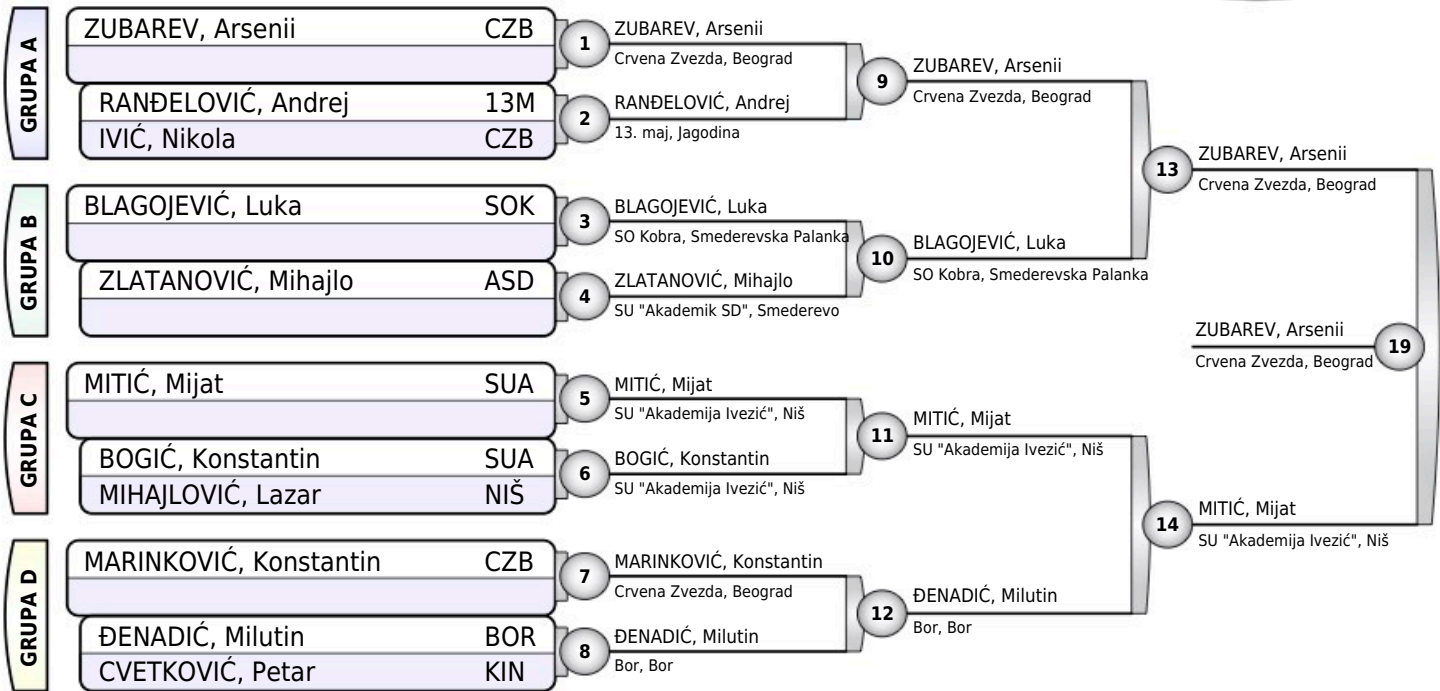 GRUPA A
ZUBAREV, Arsenii CZB
RANĐELOVIĆ, Andrej 13M
IVIĆ, Nikola CZB
GRUPA B
BLAGOJEVIĆ, Luka SOK
ZLATANOVIĆ, Mihajlo ASD
GRUPA C
MITIĆ, Mijat SUA
BOGIĆ, Konstantin SUA
MIHAJLOVIĆ, Lazar NIŠ
GRUPA D
MARINKOVIĆ, Konstantin CZB
ĐENADIĆ, Milutin BOR
CVETKOVIĆ, Petar KIN
1
ZUBAREV, Arsenii
Crvena Zvezda, Beograd
2
RANĐELOVIĆ, Andrej
13. maj, Jagodina
3
BLAGOJEVIĆ, Luka
SO Kobra, Smederevska Palanka
4
ZLATANOVIĆ, Mihajlo
SU "Akademik SD", Smederevo
5
MITIĆ, Mijat
SU "Akademija Ivezić", Niš
6
BOGIĆ, Konstantin
SU "Akademija Ivezić", Niš
7
MARINKOVIĆ, Konstantin
Crvena Zvezda, Beograd
8
ĐENADIĆ, Milutin
Bor, Bor
9
ZUBAREV, Arsenii
Crvena Zvezda, Beograd
10
BLAGOJEVIĆ, Luka
SO Kobra, Smederevska Palanka
11
MITIĆ, Mijat
SU "Akademija Ivezić", Niš
12
ĐENADIĆ, Milutin
Bor, Bor
13
ZUBAREV, Arsenii
Crvena Zvezda, Beograd
14
MITIĆ, Mijat
SU "Akademija Ivezić", Niš
ZUBAREV, Arsenii
Crvena Zvezda, Beograd
19